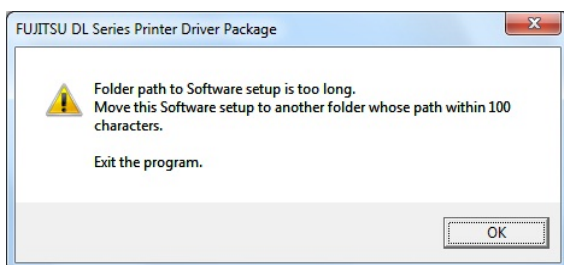 FUJITSU DL Series Printer Driver Package
Folder path to Software setup is too long.
Move this Software setup to another folder whose path within 100
characters.
Exit the program.
OK